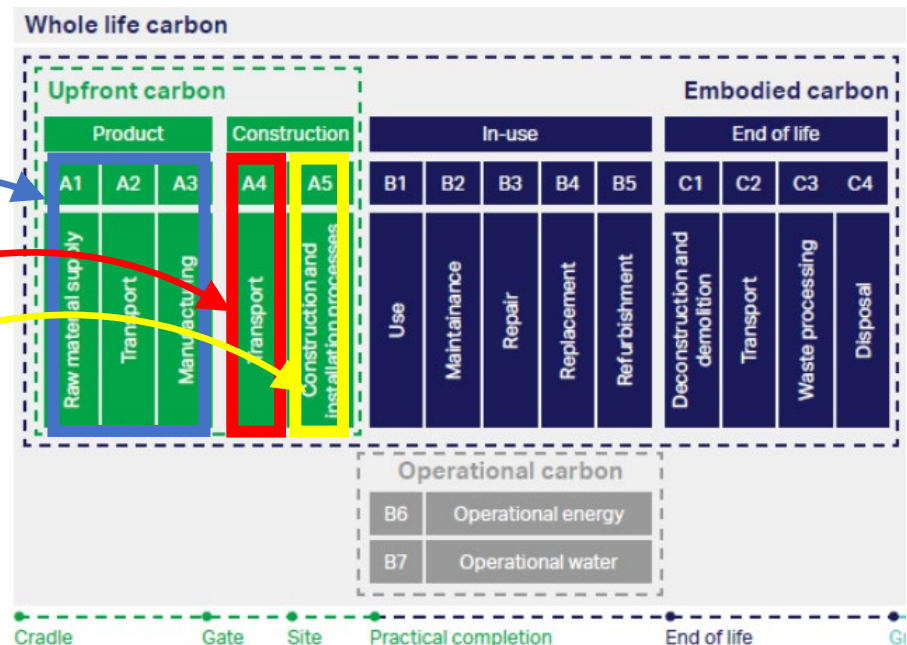 Whole life carbon
Upfront carbon
Embodied carbon
Product
Construction
In-use
End of life
A1
A2
A3
A4
A5
B1
B2
B3
B4
B5
C1
C2
C3
C4
Raw material supply
Transport
Manufacturing
Transport
Construction and
installation processes
Use
Maintainance
Repair
Replacement
Refurbishment
Deconstruction and
demolition
Transport
Waste processing
Disposal
Operational carbon
B6
Operational energy
B7
Operational water
Cradle
Gate
Site
Practical completion
End of life